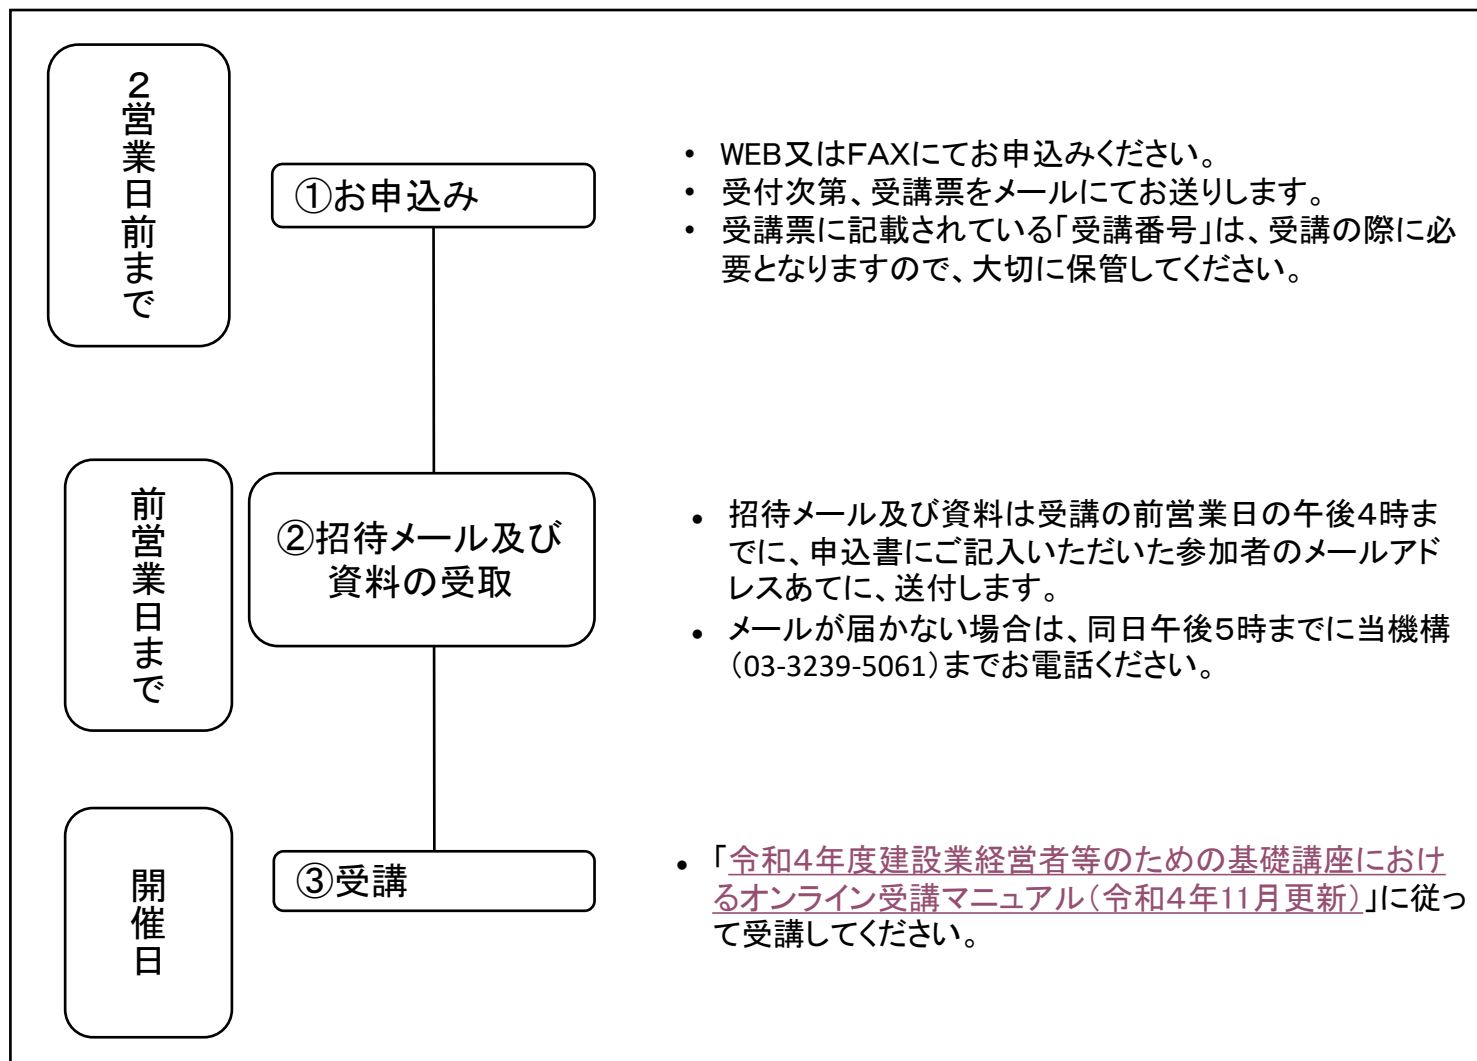 ２営業日前まで
①お申込み
• WEB又はFAXにてお申込みください。
• 受付次第、受講票をメールにてお送りします。
• 受講票に記載されている「受講番号」は、受講の際に必
要となりますので、大切に保管してください。
前営業日まで
②招待メール及び
資料の受取
• 招待メール及び資料は受講の前営業日の午後４時ま
でに、申込書にご記入いただいた参加者のメールアド
レスあてに、送付します。
• メールが届かない場合は、同日午後５時までに当機構
（03-3239-5061）までお電話ください。
開催日
③受講
• 「令和４年度建設業経営者等のための基礎講座におけ
るオンライン受講マニュアル（令和４年11月更新）」に従っ
て受講してください。